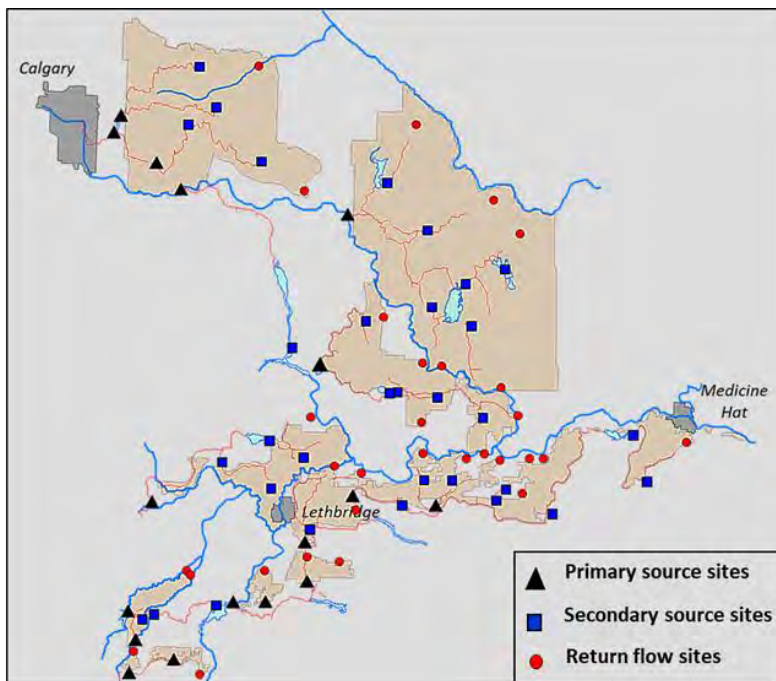 Calgary
Medicine
Hat
Lethbridge
Primary source sites
Secondary source sites
Return flow sites